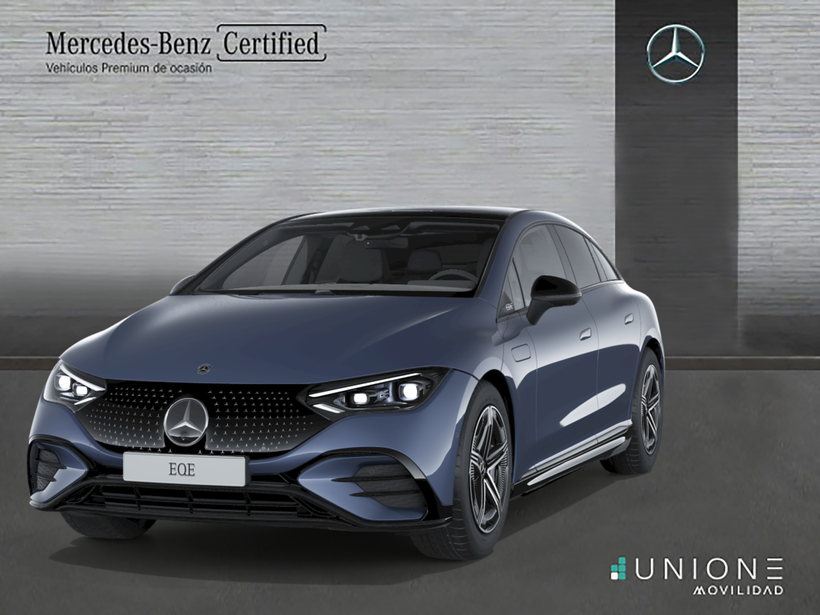 Mercedes-Benz Certified
Vehículos Premium de ocasión
EQE
UNIONE
MOVILIDAD